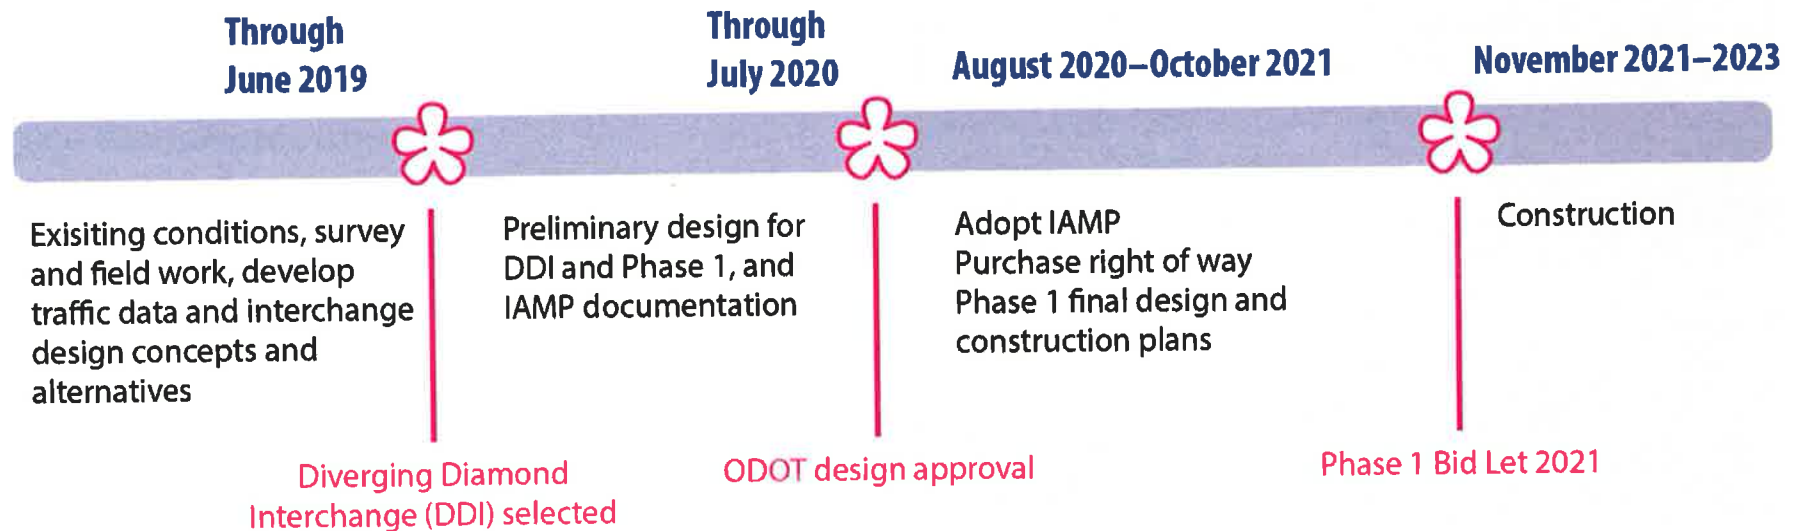 Through
June 2019
Through
July 2020
August 2020–October 2021
November 2021–2023
Exisiting conditions, survey
and field work, develop
traffic data and interchange
design concepts and
alternatives
Preliminary design for
DDI and Phase 1, and
IAMP documentation
Adopt IAMP
Purchase right of way
Phase 1 final design and
construction plans
Construction
Diverging Diamond
Interchange (DDI) selected
ODOT design approval
Phase 1 Bid Let 2021